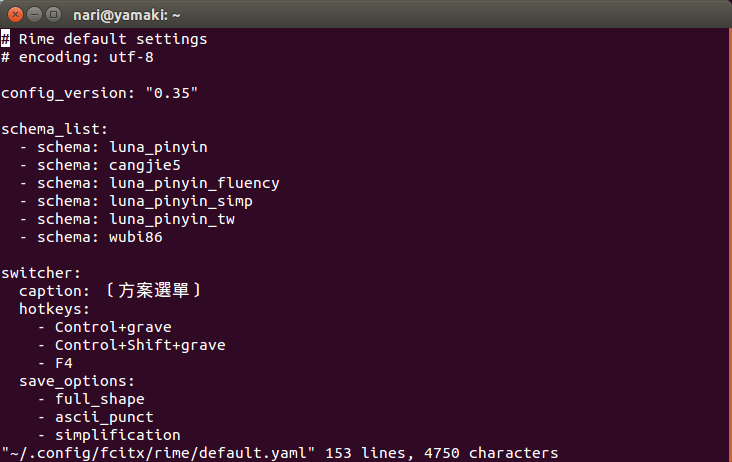 nari@yamaki: ~
# Rime default settings
# encoding: utf-8
config_version: "0.35"
schema_list:
  - schema: luna_pinyin
  - schema: cangjie5
  - schema: luna_pinyin_fluency
  - schema: luna_pinyin_simp
  - schema: luna_pinyin_tw
  - schema: wubi86
switcher:
  caption: 〔方案選單〕
  hotkeys:
    - Control+grave
    - Control+Shift+grave
    - F4
  save_options:
    - full_shape
    - ascii_punct
    - simplification
"~/.config/fcitx/rime/default.yaml" 153 lines, 4750 characters